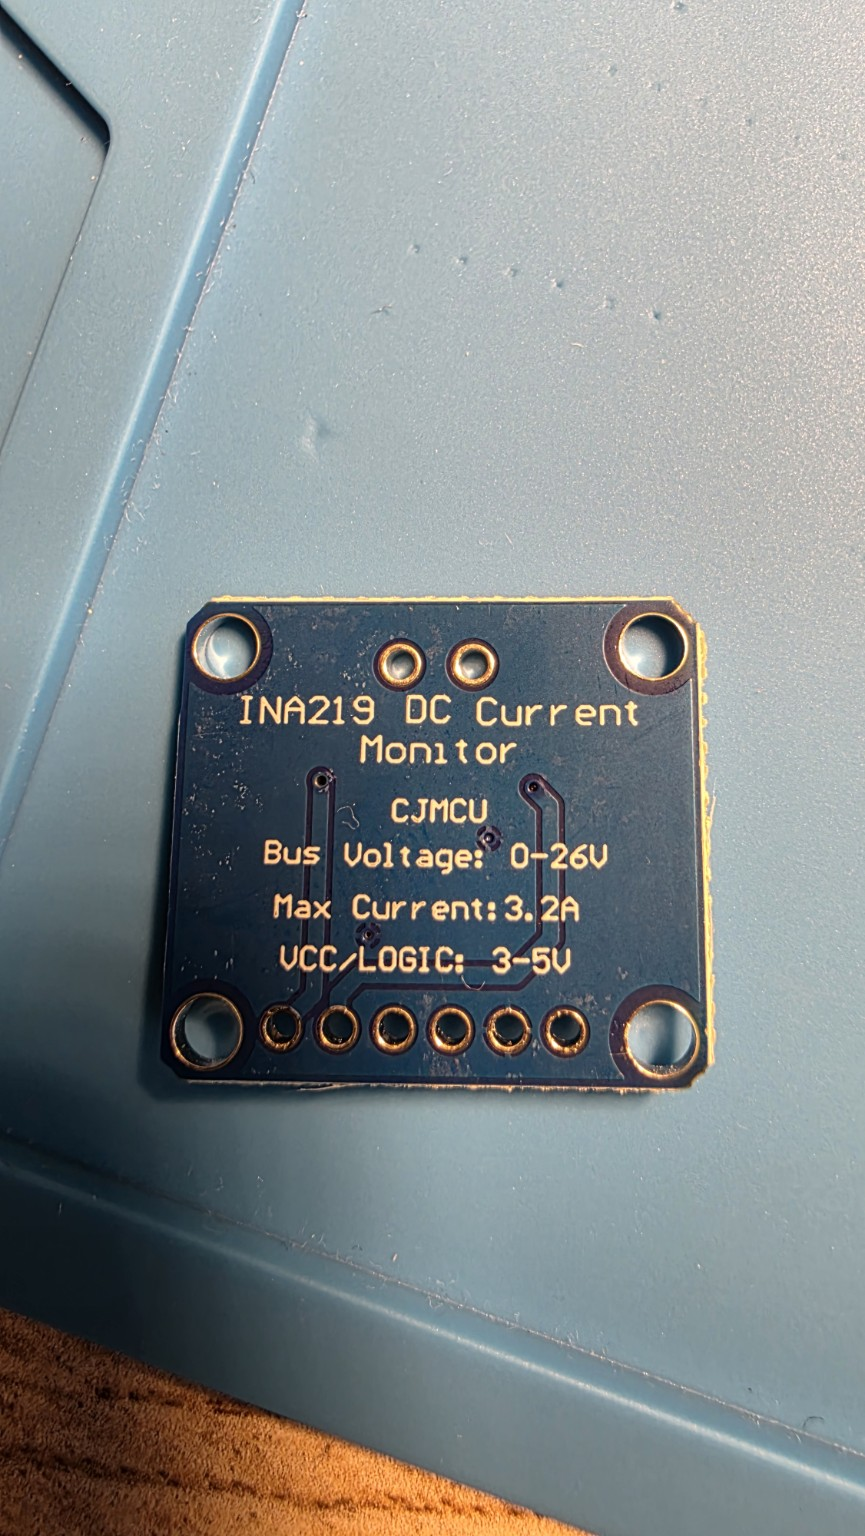 INA219 DC Current
Monitor
CJMCU
Bus Voltage: 0-26V
Max Current:3.2A
VCC/LOGIC: 3-5V